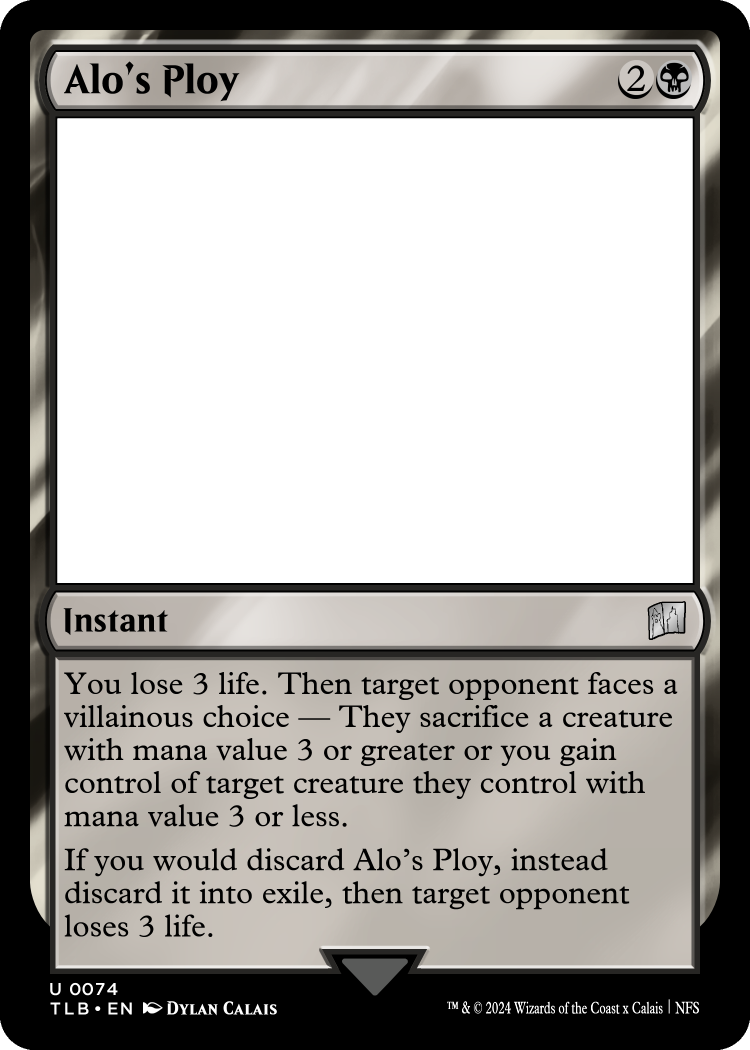 Alo's Ploy 2
Instant
You lose 3 life. Then target opponent faces a
villainous choice — They sacrifice a creature
with mana value 3 or greater or you gain
control of target creature they control with
mana value 3 or less.
If you would discard Alo's Ploy, instead
discard it into exile, then target opponent
loses 3 life.
U 0074
TLB • EN Dylan Calais
™ & © 2024 Wizards of the Coast x Calais | NFS